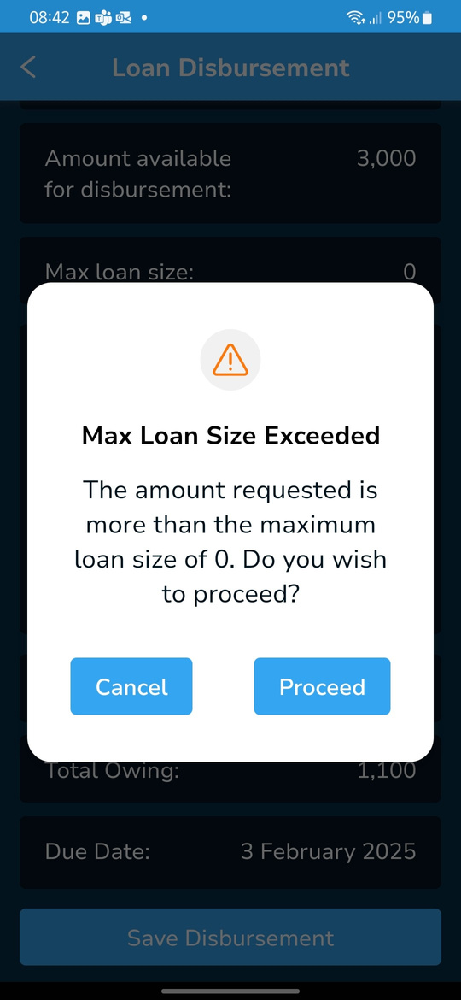 08:42 95%
Loan Disbursement
Amount available 3,000
for disbursement:
Max loan size: 0
Max Loan Size Exceeded
The amount requested is
more than the maximum
loan size of 0. Do you wish
to proceed?
Cancel Proceed
Total Owing: 1,100
Due Date: 3 February 2025
Save Disbursement